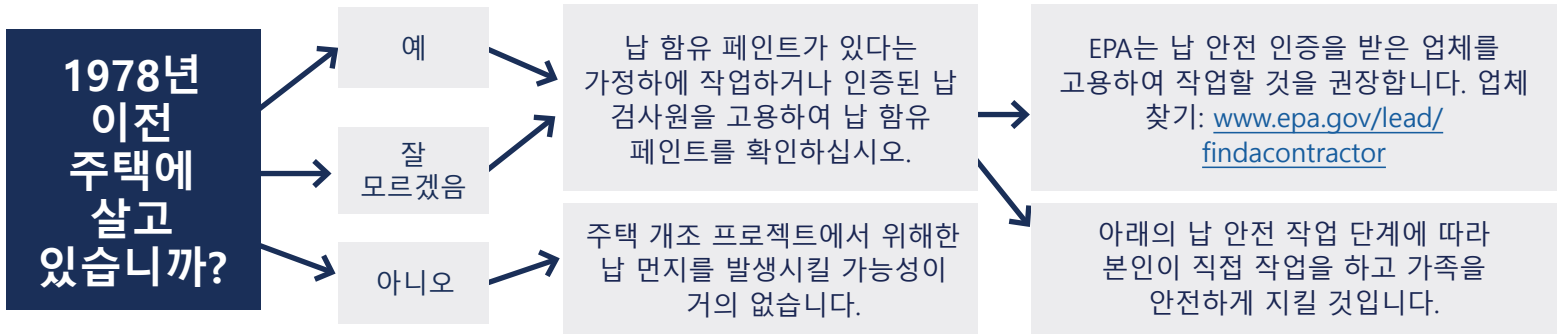 1978년
이전
주택에
살고
있습니까?
예
잘
모르겠음
아니오
납 함유 페인트가 있다는
가정하에 작업하거나 인증된 납
검사원을 고용하여 납 함유
페인트를 확인하십시오.
주택 개조 프로젝트에서 위해한
납 먼지를 발생시킬 가능성이
거의 없습니다.
EPA는 납 안전 인증을 받은 업체를
고용하여 작업할 것을 권장합니다. 업체
찾기: www.epa.gov/lead/
findacontractor
아래의 납 안전 작업 단계에 따라
본인이 직접 작업을 하고 가족을
안전하게 지킬 것입니다.